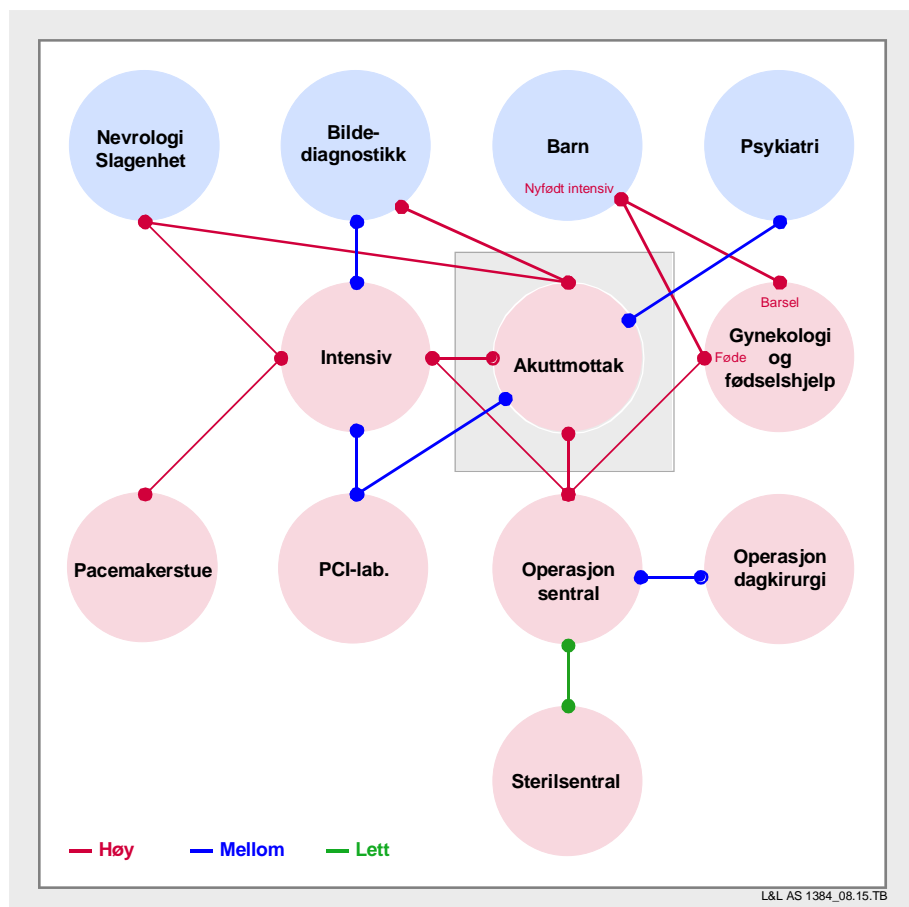 Nevrologi
Slagenhet
Bilde-
diagnostikk
Barn
Psykiatri
Nyfødt intensiv
Barsel
Intensiv
Akuttmottak
Føde
Gynekologi
og
fødselshjelp
Pacemakerstue
PCI-lab.
Operasjon
sentral
Operasjon
dagkirurgi
Sterilsentral
Høy
Mellom
Lett
L&L AS 1384_08.15.TB